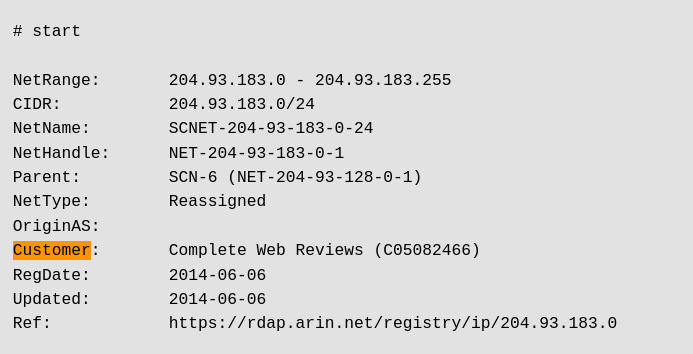 # start
NetRange: 204.93.183.0 - 204.93.183.255
CIDR: 204.93.183.0/24
NetName: SCNET-204-93-183-0-24
NetHandle: NET-204-93-183-0-1
Parent: SCN-6 (NET-204-93-128-0-1)
NetType: Reassigned
OriginAS:
Customer: Complete Web Reviews (C05082466)
RegDate: 2014-06-06
Updated: 2014-06-06
Ref: https://rdap.arin.net/registry/ip/204.93.183.0